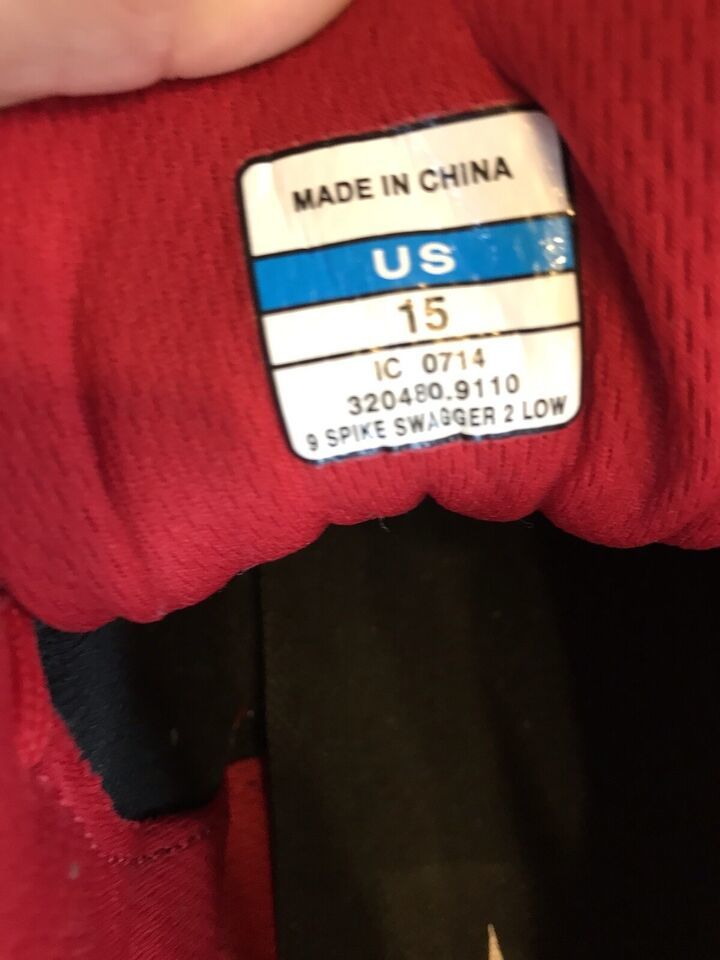 MADE IN CHINA
US
15
IC 0714
320480.9110
9 SPIKE SWAGGER 2 LOW